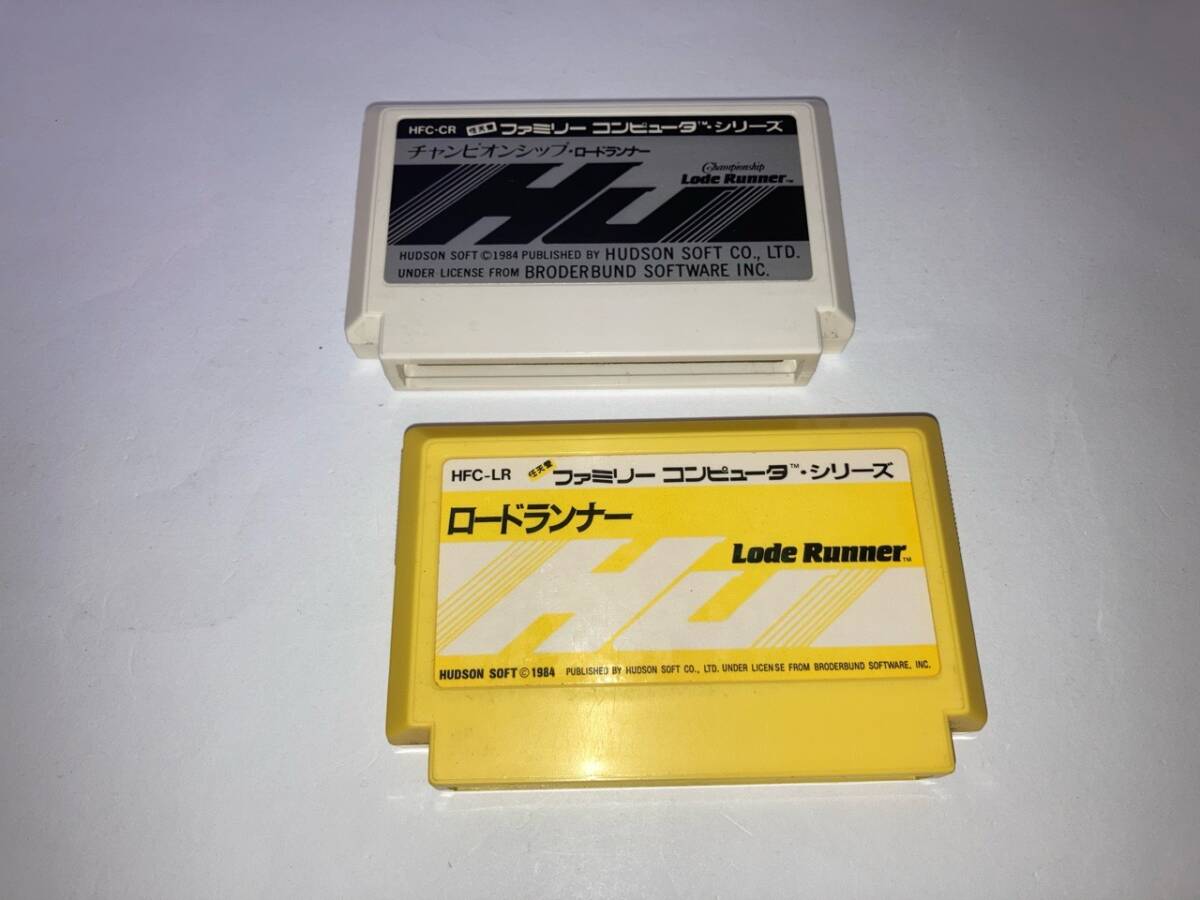 HFC-CR 任天堂 ファミリー コンピュータ™・シリーズ
チャンピオンシップ・ロードランナー
Championship
Lode Runner™
HU
HUDSON SOFT ©1984 PUBLISHED BY HUDSON SOFT CO., LTD.
UNDER LICENSE FROM BRODERBUND SOFTWARE INC.
HFC-LR 任天堂 ファミリー コンピュータ™・シリーズ
ロードランナー
Lode Runner™
HU
HUDSON SOFT ©1984 PUBLISHED BY HUDSON SOFT CO., LTD. UNDER LICENSE FROM BRODERBUND SOFTWARE, INC.